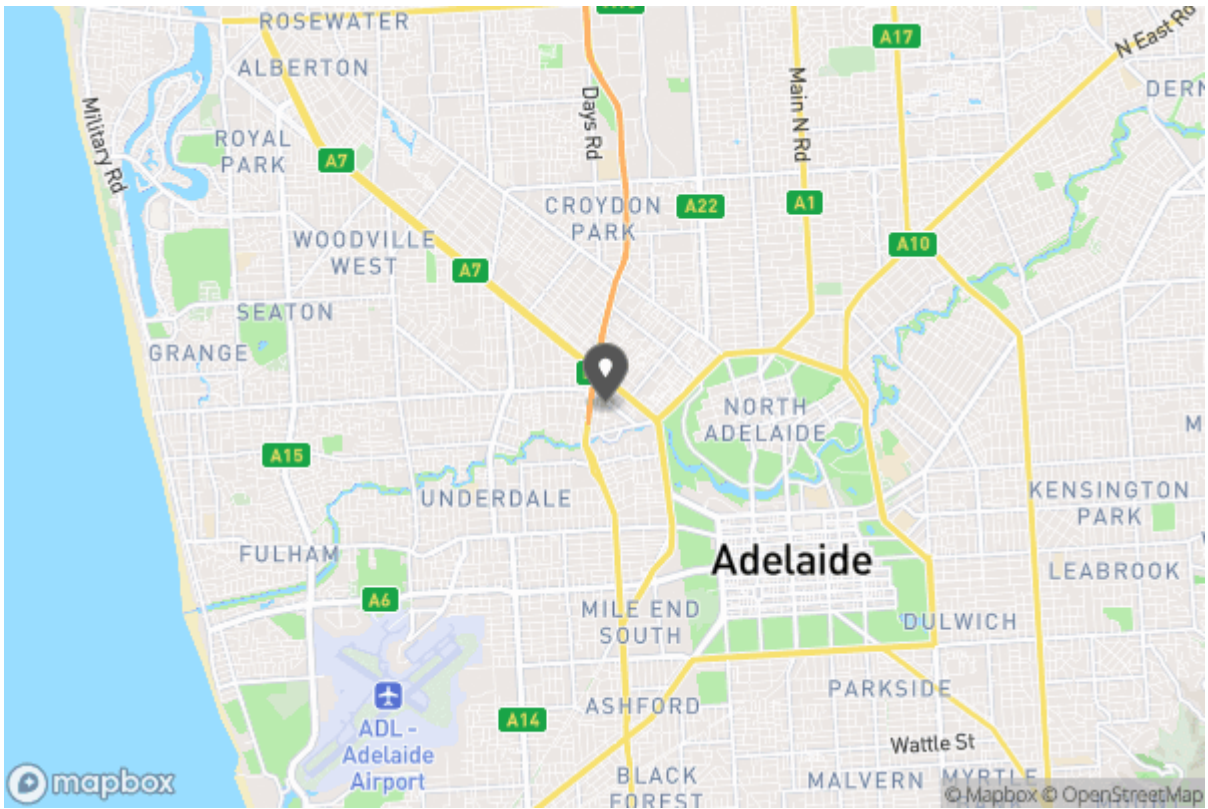 ROSEWATER
A17
N East Rd
ALBERTON
Military Rd
Days Rd
Main N Rd
ROYAL
PARK
A7
CROYDON
PARK
A22
A1
WOODVILLE
WEST
A7
A10
SEATON
GRANGE
NORTH
ADELAIDE
A15
UNDERDALE
KENSINGTON
PARK
FULHAM
Adelaide
LEABROOK
A6
MILE END
SOUTH
DULWICH
PARKSIDE
ASHFORD
A14
ADL -
Adelaide
Airport
Wattle St
BLACK
FOREST
MALVERN
MYRTLE
mapbox
© Mapbox © OpenStreetMap